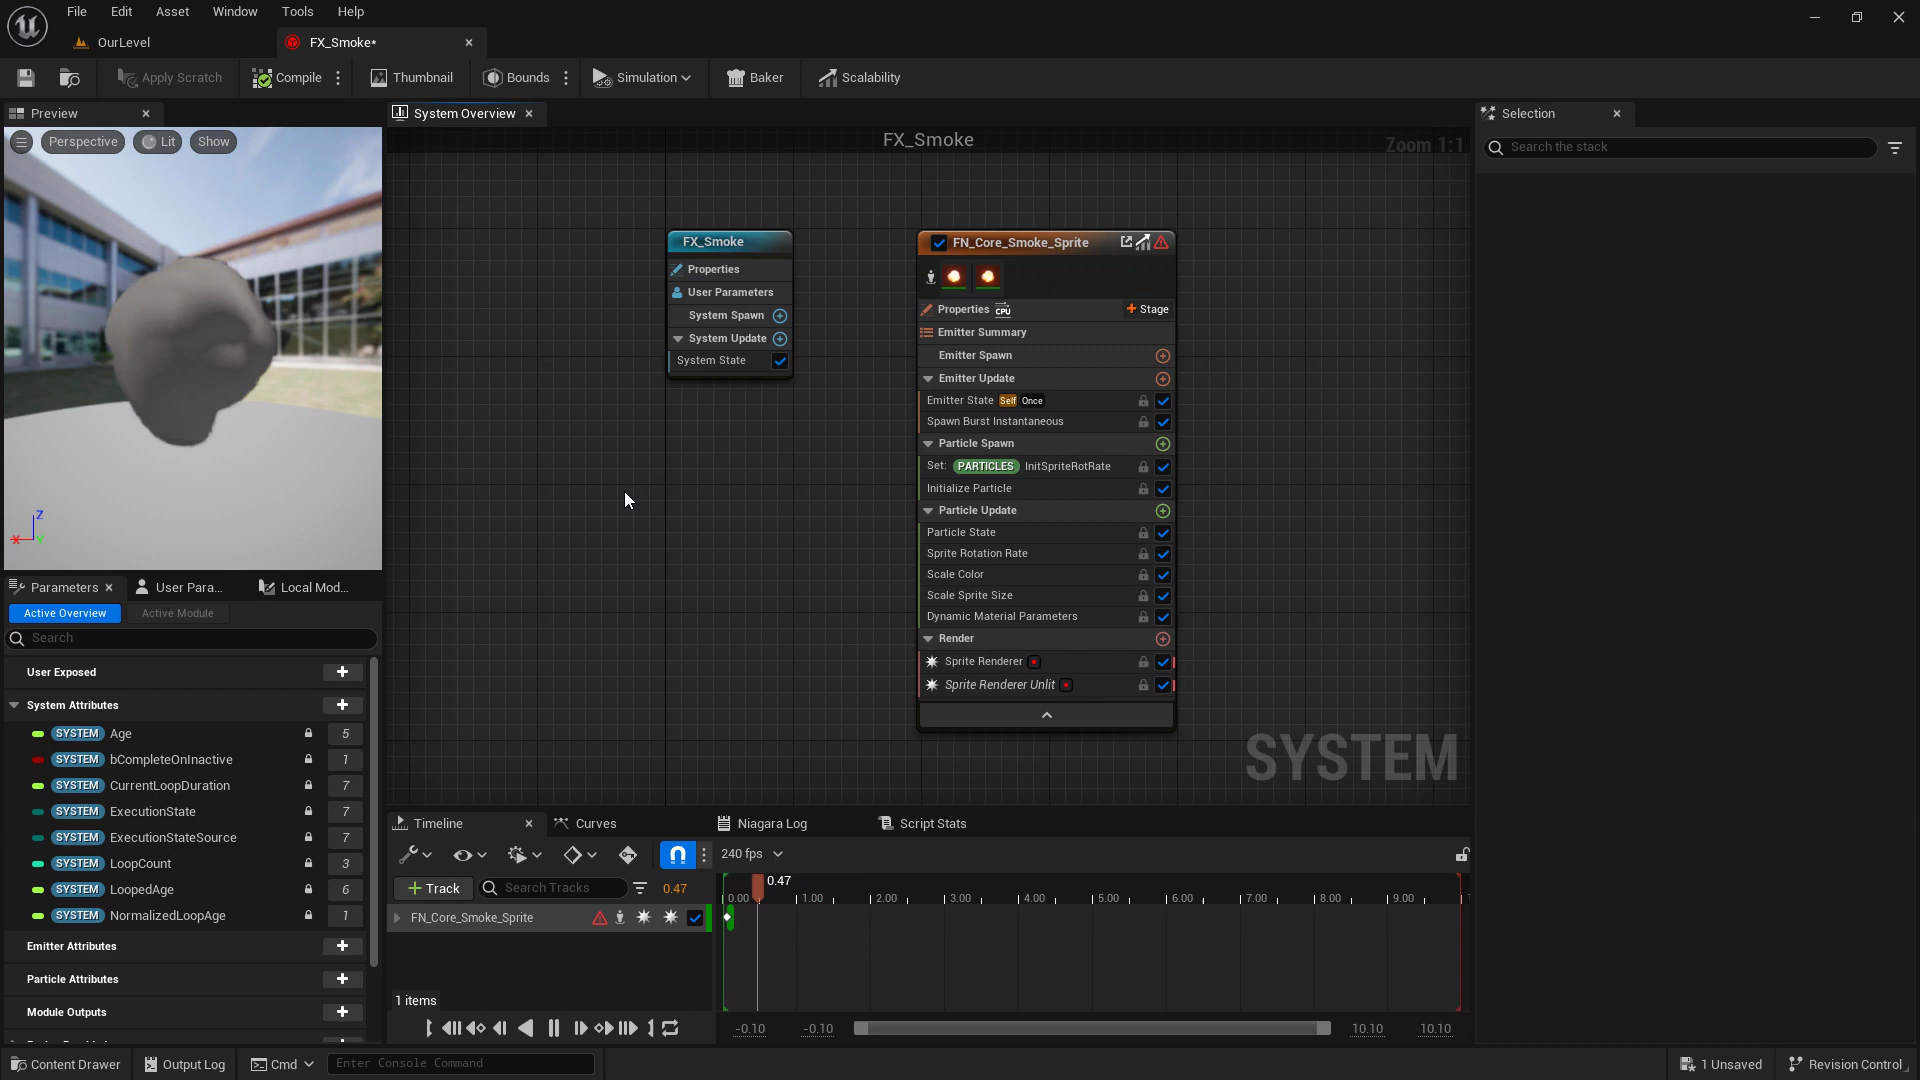 File Edit Asset Window Tools Help
OurLevel
FX_Smoke*
Apply Scratch
Compile
Thumbnail
Bounds
Simulation
Baker
Scalability
Preview
Perspective
Lit
Show
Z
X
Y
System Overview
FX_Smoke
Zoom 1:1
FX_Smoke
Properties
User Parameters
System Spawn
System Update
System State
FN_Core_Smoke_Sprite
Properties CPU
Stage
Emitter Summary
Emitter Spawn
Emitter Update
Emitter State Self Once
Spawn Burst Instantaneous
Particle Spawn
Set: PARTICLES InitSpriteRotRate
Initialize Particle
Particle Update
Particle State
Sprite Rotation Rate
Scale Color
Scale Sprite Size
Dynamic Material Parameters
Render
Sprite Renderer
Sprite Renderer Unlit
SYSTEM
Selection
Search the stack
Parameters
User Para...
Local Mod...
Active Overview
Active Module
Search
User Exposed
System Attributes
SYSTEM Age 5
SYSTEM bCompleteOnInactive 1
SYSTEM CurrentLoopDuration 7
SYSTEM ExecutionState 7
SYSTEM ExecutionStateSource 7
SYSTEM LoopCount 3
SYSTEM LoopedAge 6
SYSTEM NormalizedLoopAge 1
Emitter Attributes
Particle Attributes
Module Outputs
Timeline
Curves
Niagara Log
Script Stats
240 fps
Track
Search Tracks
0.47
0.47
0.00 1.00 2.00 3.00 4.00 5.00 6.00 7.00 8.00 9.00
FN_Core_Smoke_Sprite
1 items
-0.10 -0.10 10.10 10.10
Content Drawer
Output Log
Cmd
Enter Console Command
1 Unsaved
Revision Control